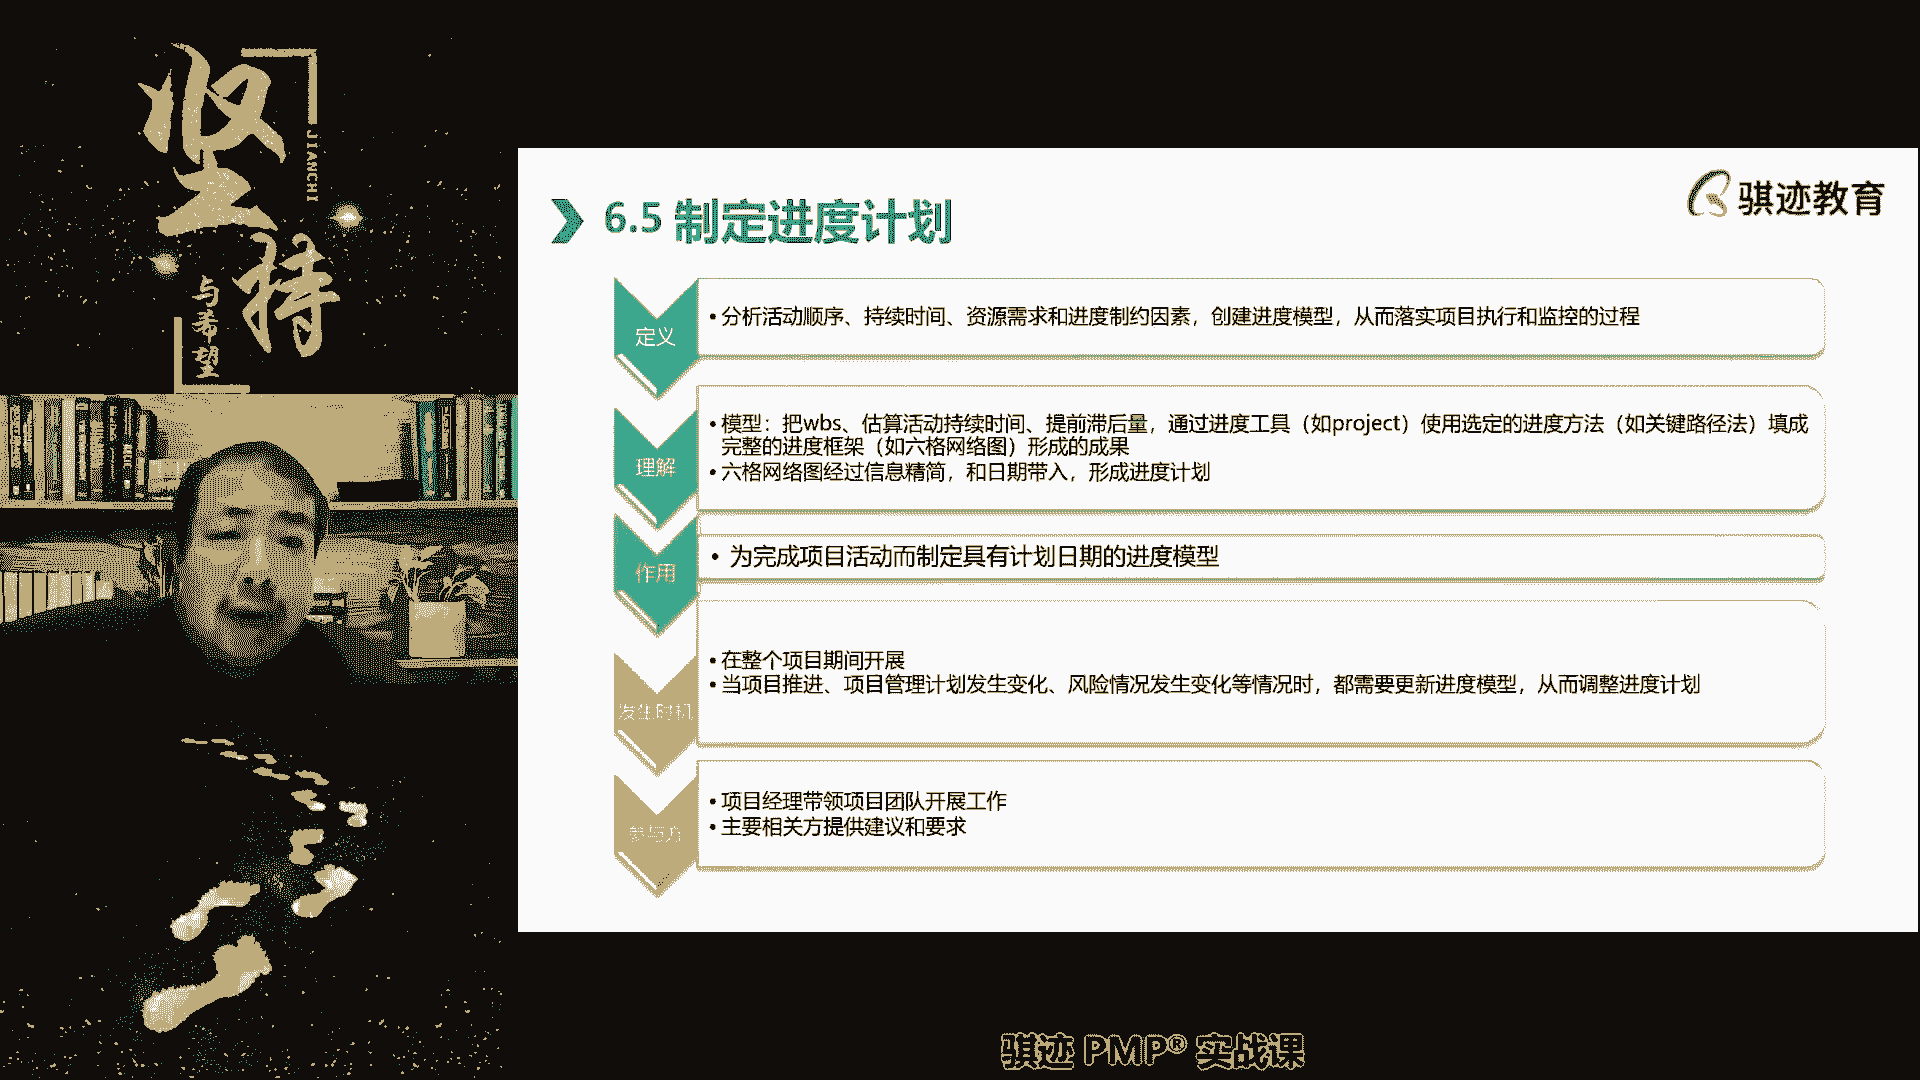 坚持
JIANCHI
与希望
骐迹教育
6.5 制定进度计划
定义
•分析活动顺序、持续时间、资源需求和进度制约因素，创建进度模型，从而落实项目执行和监控的过程
理解
•模型：把wbs、估算活动持续时间、提前滞后量，通过进度工具（如project）使用选定的进度方法（如关键路径法）填成
完整的进度框架（如六格网络图）形成的成果
•六格网络图经过信息精简，和日期带入，形成进度计划
作用
• 为完成项目活动而制定具有计划日期的进度模型
发生时机
•在整个项目期间开展
•当项目推进、项目管理计划发生变化、风险情况发生变化等情况时，都需要更新进度模型，从而调整进度计划
参与方
•项目经理带领项目团队开展工作
•主要相关方提供建议和要求
骐迹 PMP® 实战课